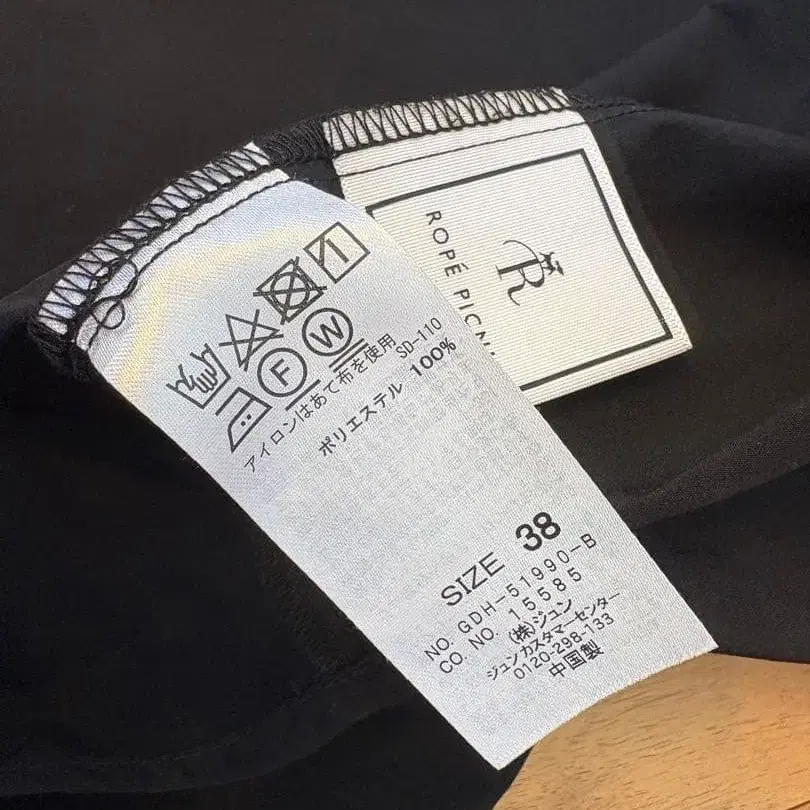 F W
アイロンはあて布を使用
SD-110
ポリエステル 100%
SIZE 38
NO. GDH-51990-B
CO. NO. 15585
(株)ジュン
ジュンカスタマーセンター
0120-298-133
中国製
R
ROPÉ